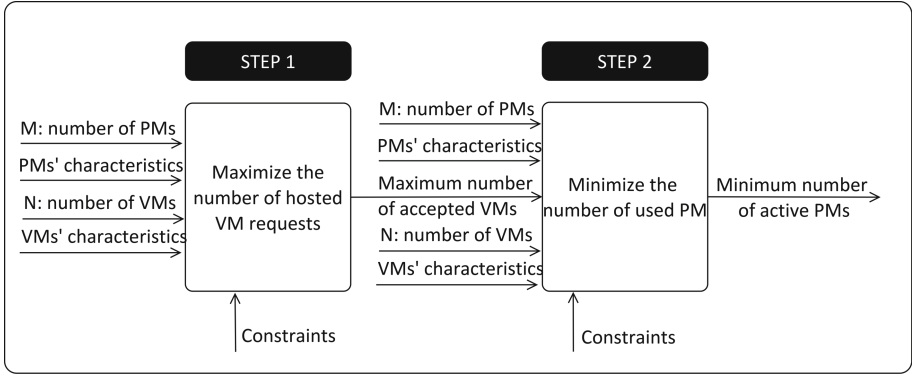 STEP 1
STEP 2
M: number of PMs
PMs' characteristics
N: number of VMs
VMs' characteristics
Maximize the
number of hosted
VM requests
Constraints
M: number of PMs
PMs' characteristics
Maximum number
of accepted VMs
N: number of VMs
VMs' characteristics
Minimize the
number of used PM
Constraints
Minimum number
of active PMs